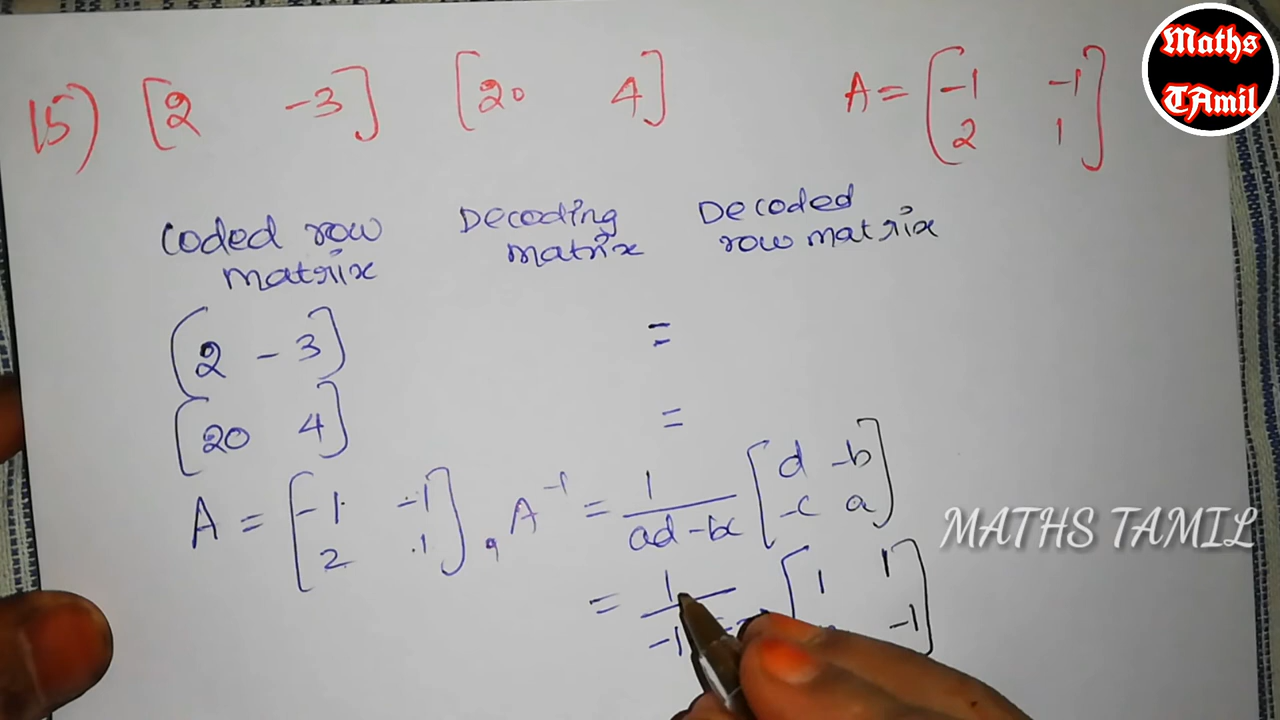 Maths
TAmil
15) [2 -3] [20 4] A = [-1 -1
2 1]
Coded row matrix
Decoding matrix
Decoded row matrix
[2 -3] =
[20 4] =
A = [-1 -1
2 1], A⁻¹ = 1/(ad-bc) [d -b
-c a]
= 1/-1 [1 1
-1]
MATHS TAMIL